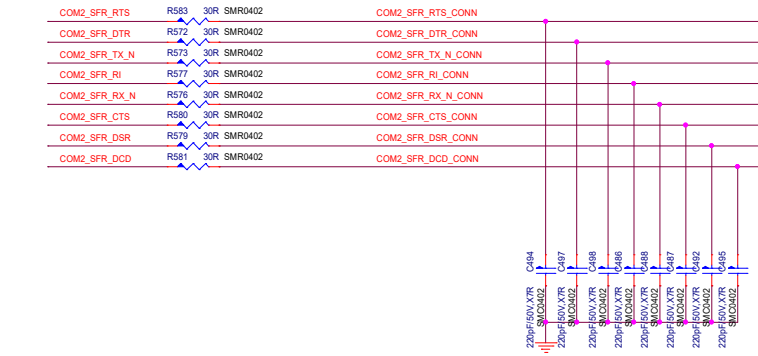 COM2_SFR_RTS R583 30R SMR0402 COM2_SFR_RTS_CONN
COM2_SFR_DTR R572 30R SMR0402 COM2_SFR_DTR_CONN
COM2_SFR_TX_N R573 30R SMR0402 COM2_SFR_TX_N_CONN
COM2_SFR_RI R577 30R SMR0402 COM2_SFR_RI_CONN
COM2_SFR_RX_N R576 30R SMR0402 COM2_SFR_RX_N_CONN
COM2_SFR_CTS R580 30R SMR0402 COM2_SFR_CTS_CONN
COM2_SFR_DSR R579 30R SMR0402 COM2_SFR_DSR_CONN
COM2_SFR_DCD R581 30R SMR0402 COM2_SFR_DCD_CONN
C494
220pF/50V,X7R
SMC0402
C497
220pF/50V,X7R
SMC0402
C498
220pF/50V,X7R
SMC0402
C486
220pF/50V,X7R
SMC0402
C488
220pF/50V,X7R
SMC0402
C487
220pF/50V,X7R
SMC0402
C492
220pF/50V,X7R
SMC0402
C495
220pF/50V,X7R
SMC0402